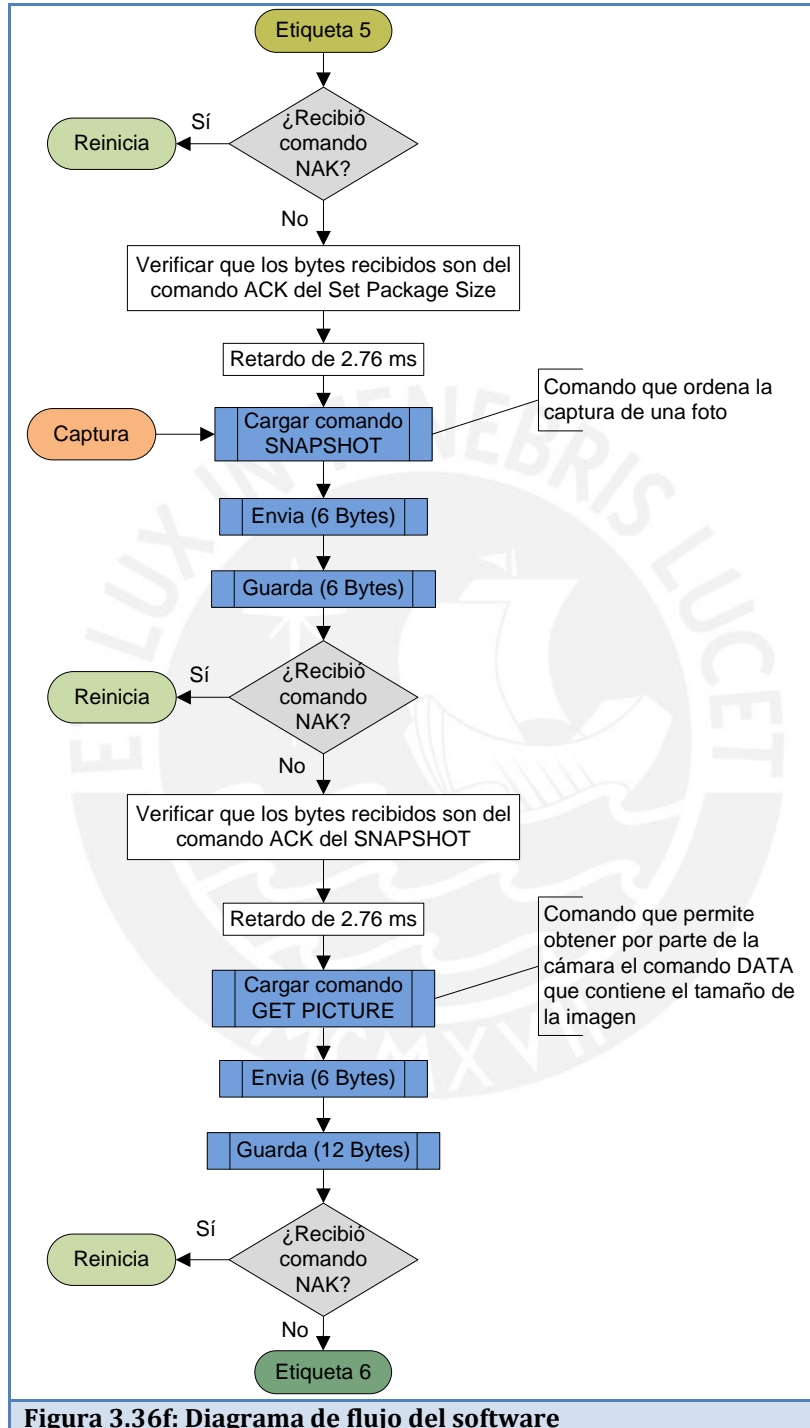 Etiqueta 5
¿Recibió
comando
NAK?
Sí
Reinicia
No
Verificar que los bytes recibidos son del
comando ACK del Set Package Size
Retardo de 2.76 ms
Comando que ordena la
captura de una foto
Captura
Cargar comando
SNAPSHOT
Envia (6 Bytes)
Guarda (6 Bytes)
¿Recibió
comando
NAK?
Sí
Reinicia
No
Verificar que los bytes recibidos son del
comando ACK del SNAPSHOT
Retardo de 2.76 ms
Comando que permite
obtener por parte de la
cámara el comando DATA
que contiene el tamaño de
la imagen
Cargar comando
GET PICTURE
Envia (6 Bytes)
Guarda (12 Bytes)
¿Recibió
comando
NAK?
Sí
Reinicia
No
Etiqueta 6
Figura 3.36f: Diagrama de flujo del software